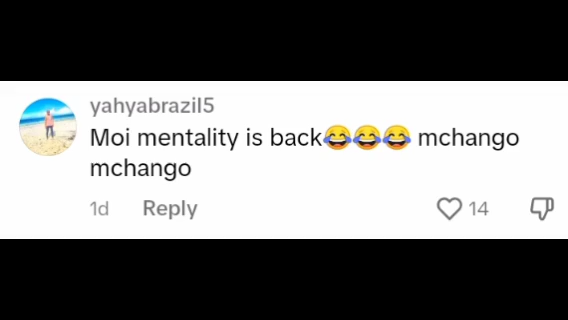 yahyabrazil5
Moi mentality is back😂😂😂 mchango
mchango
1d Reply 14